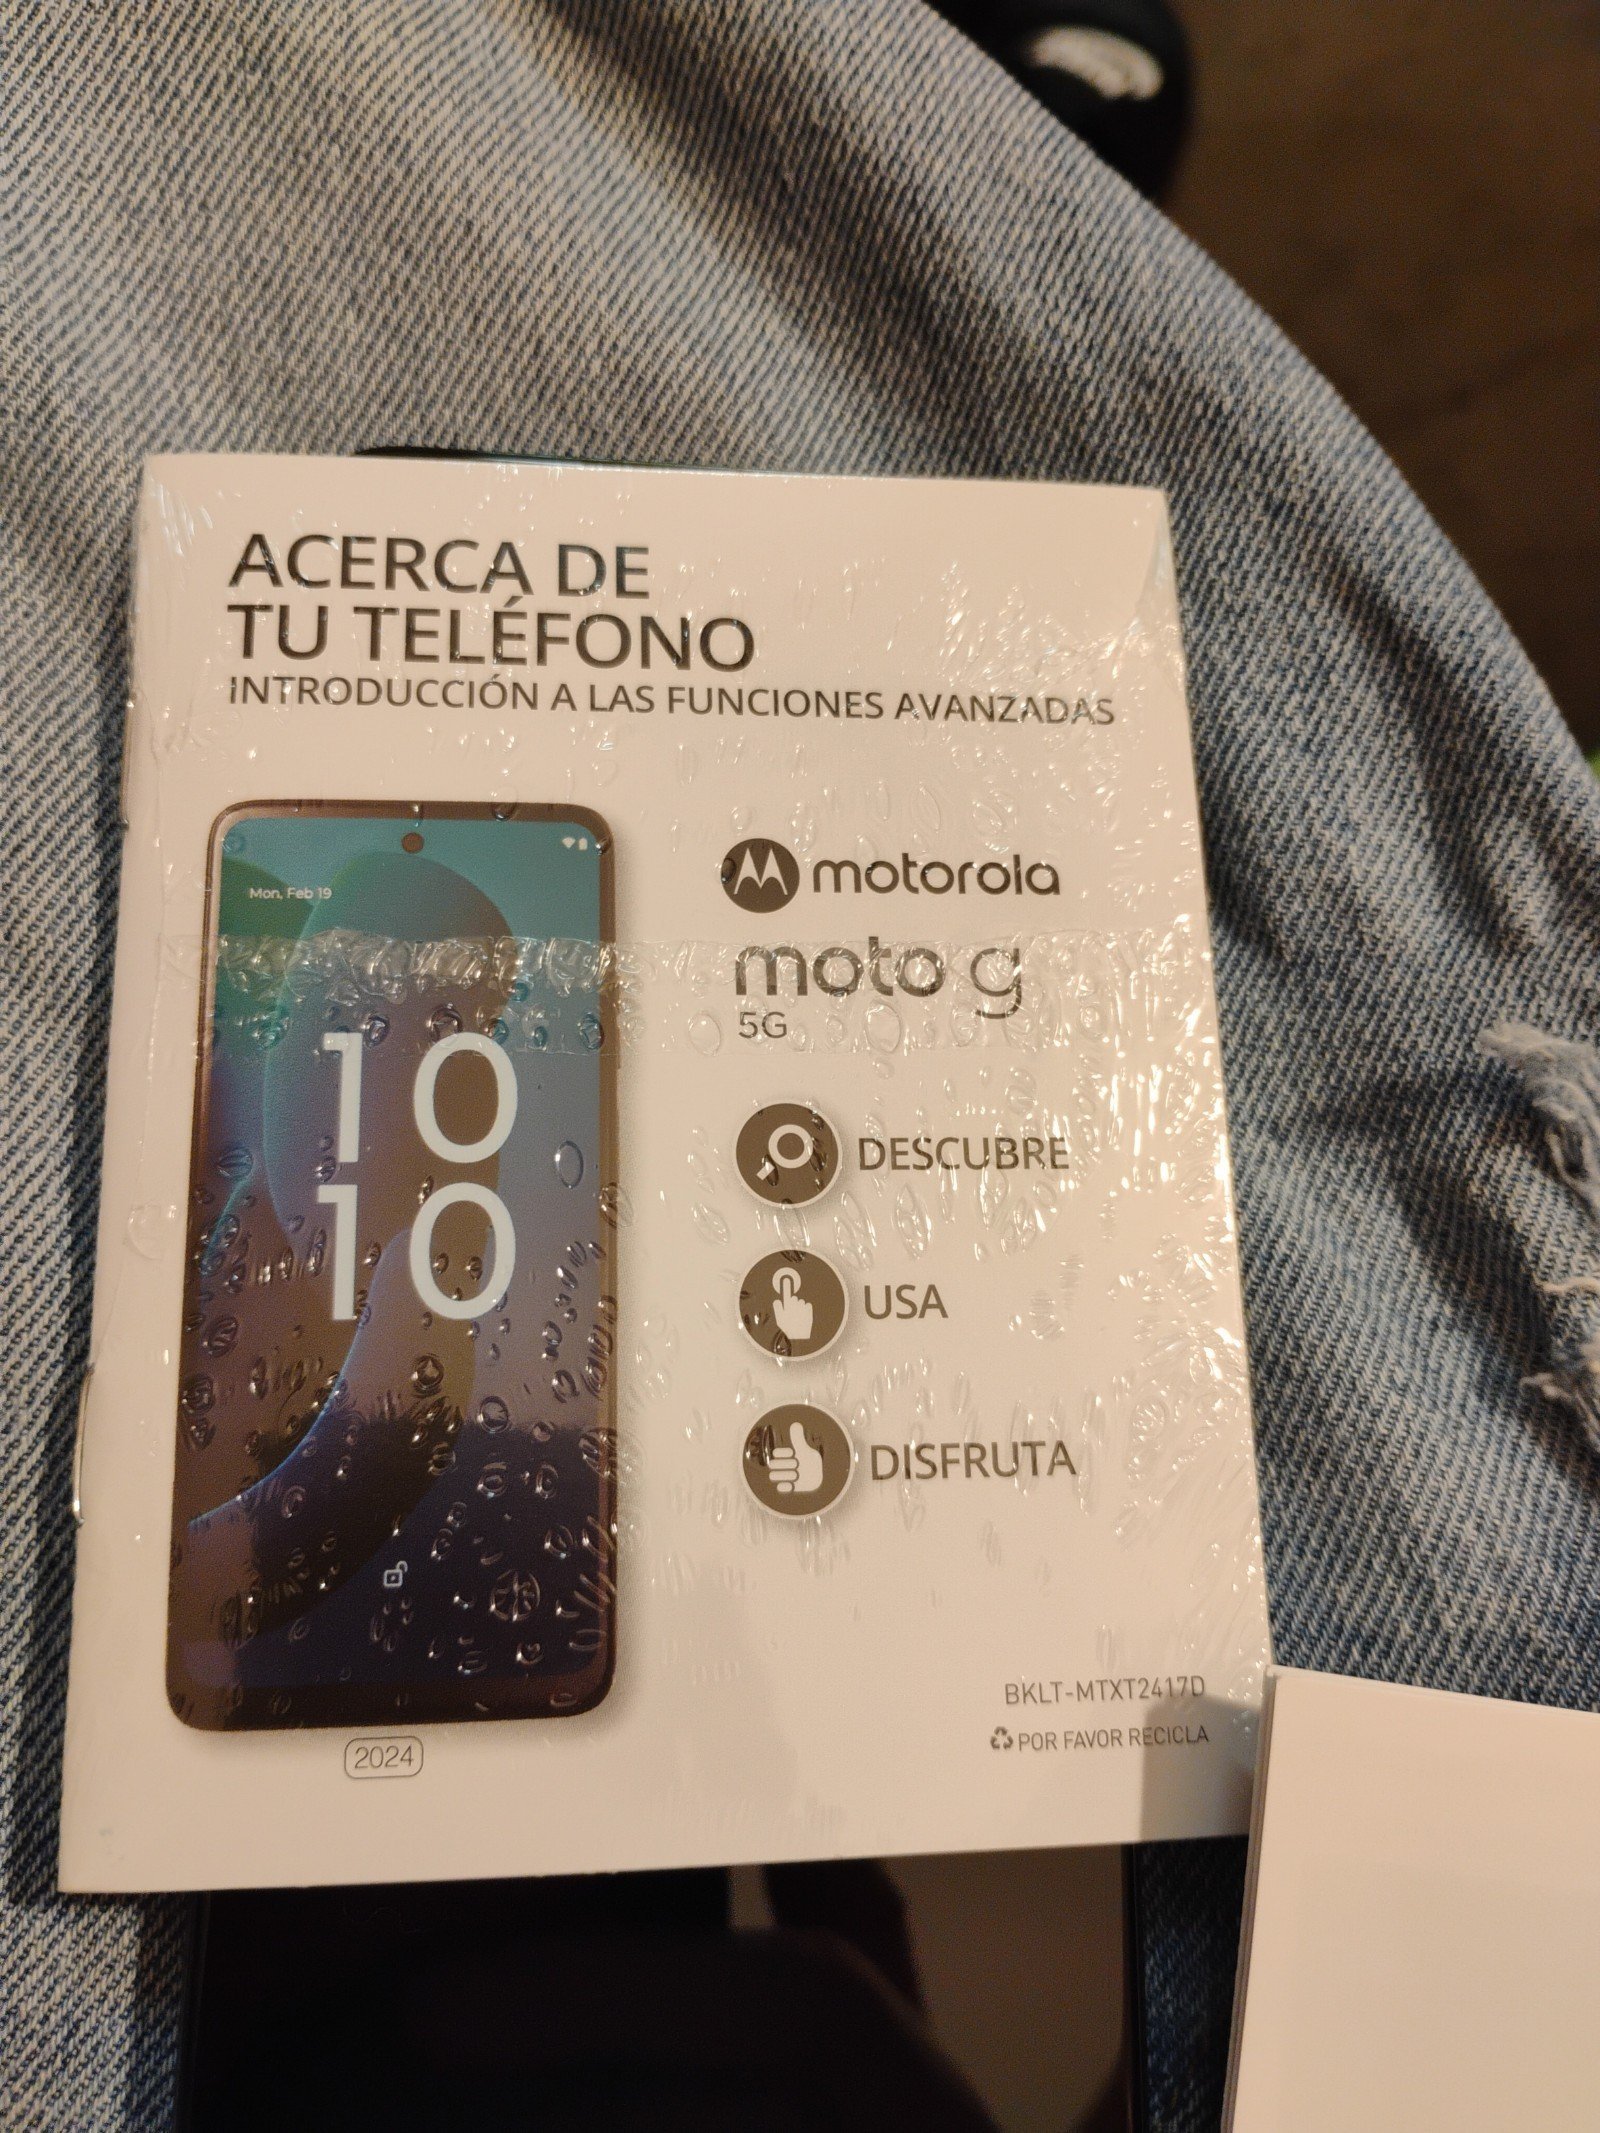 ACERCA DE
TU TELÉFONO
INTRODUCCIÓN A LAS FUNCIONES AVANZADAS
Mon, Feb 19
10
10
2024
motorola
moto g
5G
DESCUBRE
USA
DISFRUTA
BKLT-MTXT2417D
POR FAVOR RECICLA